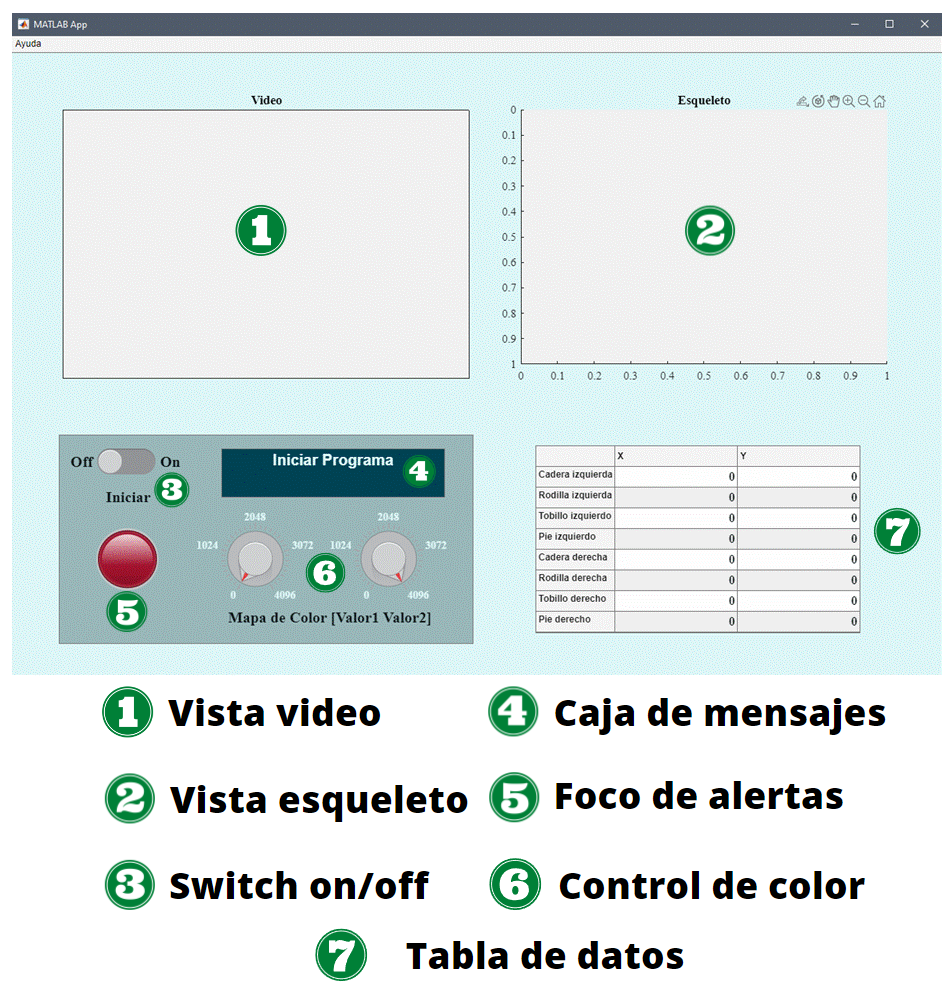 MATLAB App
Ayuda
Video
Esqueleto
0
0.1
0.2
0.3
0.4
0.5
0.6
0.7
0.8
0.9
1
0 0.1 0.2 0.3 0.4 0.5 0.6 0.7 0.8 0.9 1
1
2
Off On
Iniciar 3
Iniciar Programa 4
5
2048 2048
1024 3072 1024 3072
6
0 4096 0 4096
Mapa de Color [Valor1 Valor2]
X Y
Cadera izquierda 0 0
Rodilla izquierda 0 0
Tobillo izquierdo 0 0
Pie izquierdo 0 0
Cadera derecha 0 0
Rodilla derecha 0 0
Tobillo derecho 0 0
Pie derecho 0 0
7
1 Vista video
4 Caja de mensajes
2 Vista esqueleto
5 Foco de alertas
3 Switch on/off
6 Control de color
7 Tabla de datos